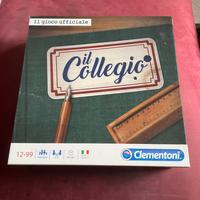 Il gioco ufficiale
il
Collegio
12-99
Clementoni